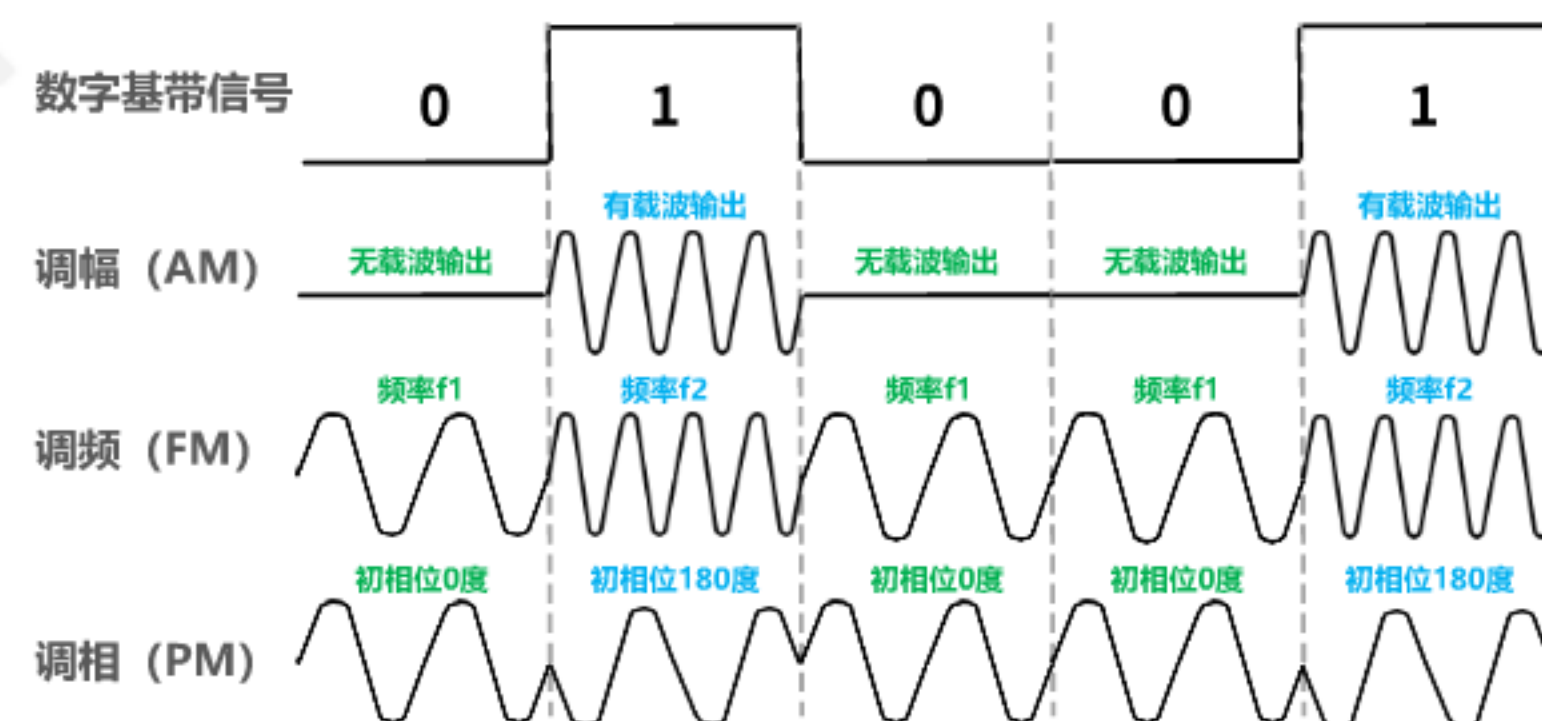 数字基带信号 0 1 0 0 1
有载波输出 有载波输出
调幅（AM） 无载波输出 无载波输出 无载波输出
频率f1 频率f2 频率f1 频率f1 频率f2
调频（FM）
初相位0度 初相位180度 初相位0度 初相位0度 初相位180度
调相（PM）